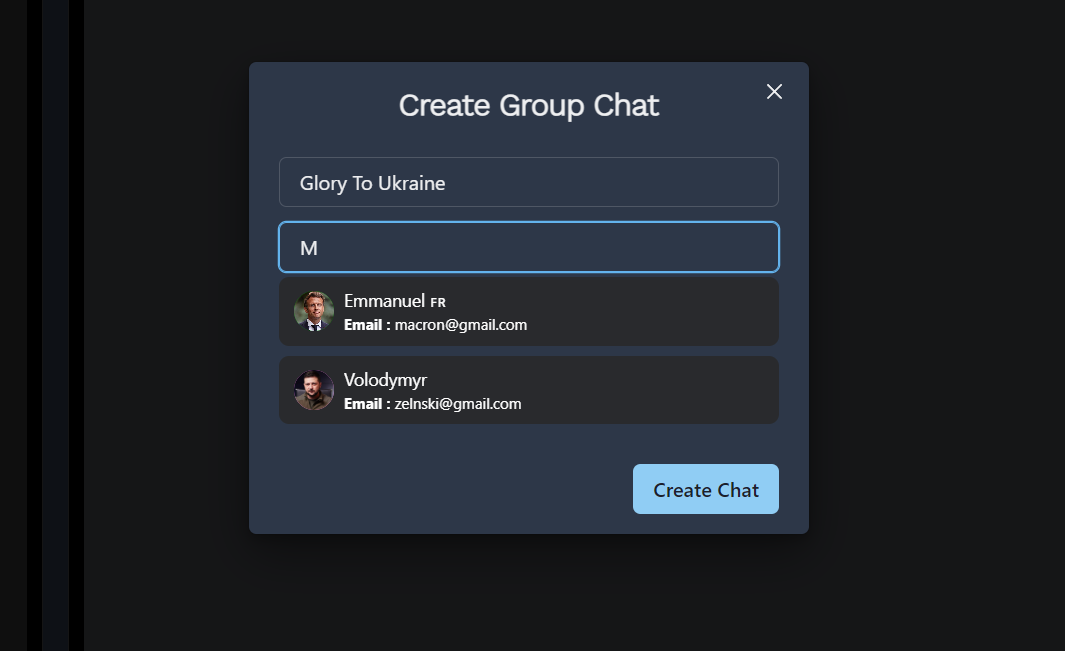 Create Group Chat
Glory To Ukraine
M
Emmanuel FR
Email : macron@gmail.com
Volodymyr
Email : zelnski@gmail.com
Create Chat